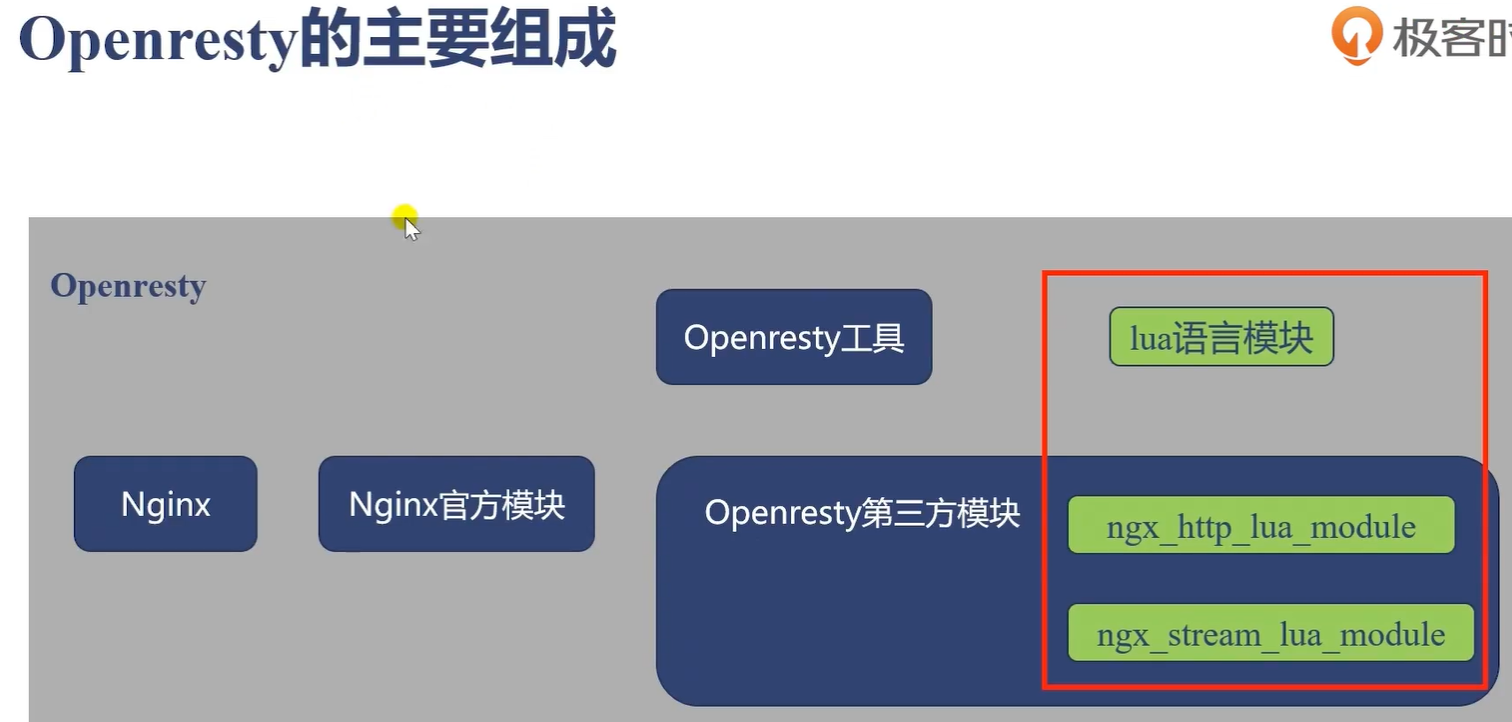 Openresty的主要组成
极客时
Openresty
Openresty工具
lua语言模块
Nginx
Nginx官方模块
Openresty第三方模块
ngx_http_lua_module
ngx_stream_lua_module